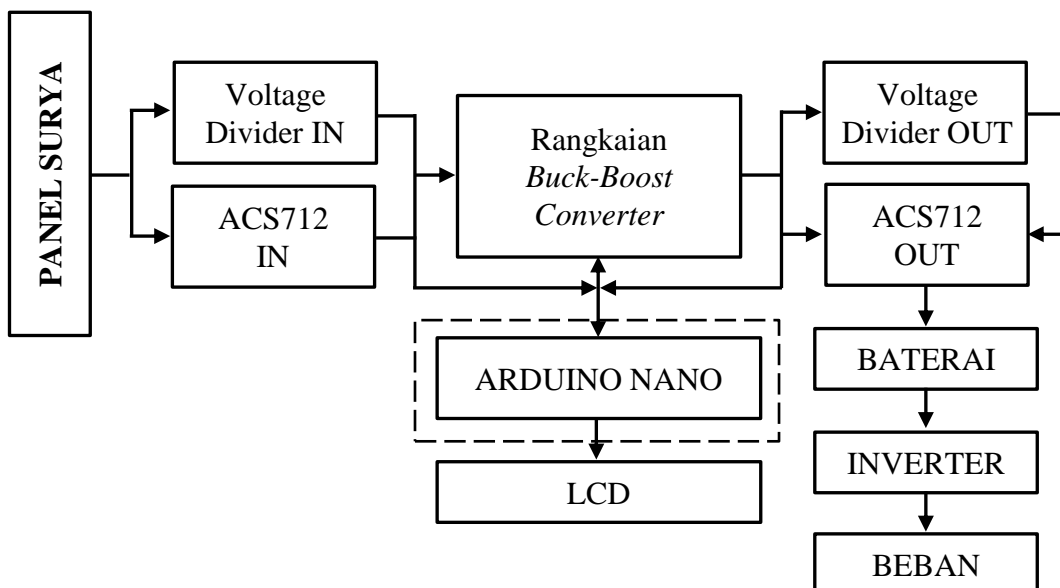 PANEL SURYA
Voltage
Divider IN
ACS712
IN
Rangkaian
Buck-Boost
Converter
Voltage
Divider OUT
ACS712
OUT
ARDUINO NANO
LCD
BATERAI
INVERTER
BEBAN